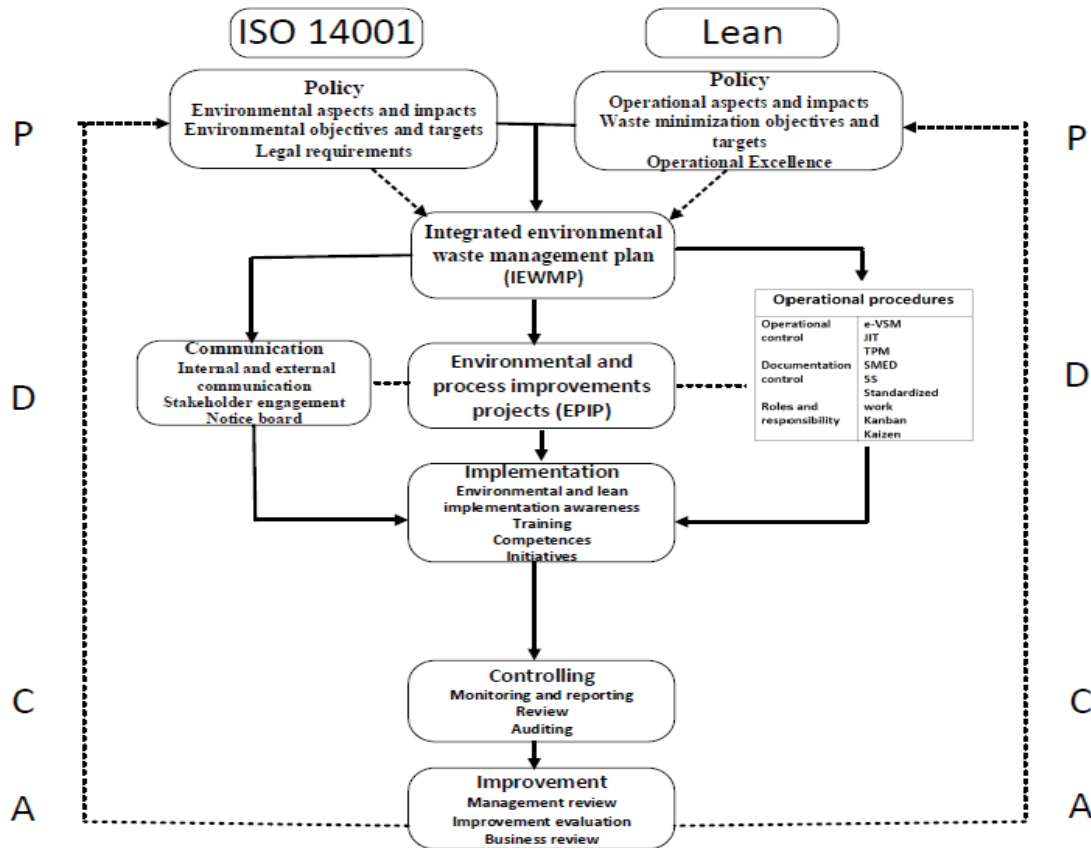 ISO 14001
Lean
P
Policy
Environmental aspects and impacts
Environmental objectives and targets
Legal requirements
Policy
Operational aspects and impacts
Waste minimization objectives and
targets
Operational Excellence
P
Integrated environmental
waste management plan
(IEWMP)
D
Communication
Internal and external
communication
Stakeholder engagement
Notice board
Environmental and
process improvements
projects (EPIP)
Operational procedures
Operational
control
Documentation
control
Roles and
responsibility
e-VSM
JIT
TPM
SMED
5S
Standardized
work
Kanban
Kaizen
D
Implementation
Environmental and lean
implementation awareness
Training
Competences
Initiatives
C
Controlling
Monitoring and reporting
Review
Auditing
C
A
Improvement
Management review
Improvement evaluation
Business review
A